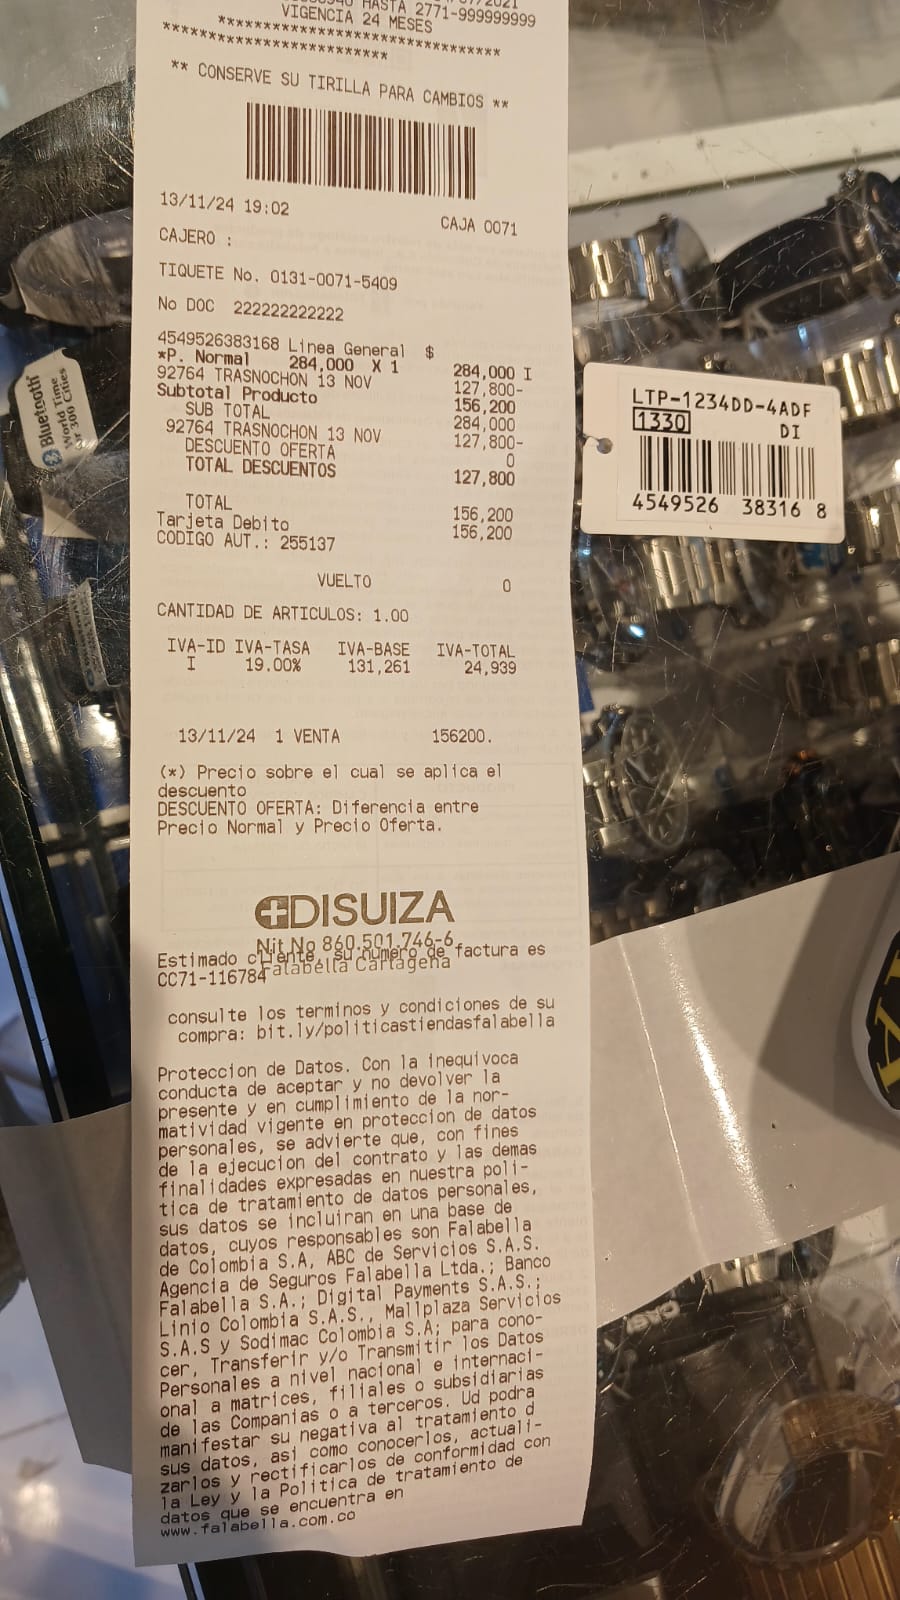 HASTA 2771-999999999
VIGENCIA 24 MESES
***********************************
*************************
** CONSERVE SU TIRILLA PARA CAMBIOS **
13/11/24 19:02
CAJA 0071
CAJERO :
TIQUETE No. 0131-0071-5409
No DOC 222222222222
4549526383168 Linea General $
*P. Normal 284,000 X 1 284,000 I
92764 TRASNOCHON 13 NOV 127,800-
Subtotal Producto 156,200
SUB TOTAL 284,000
92764 TRASNOCHON 13 NOV 127,800-
DESCUENTO OFERTA 0
TOTAL DESCUENTOS 127,800
TOTAL 156,200
Tarjeta Debito 156,200
CODIGO AUT.: 255137
VUELTO 0
CANTIDAD DE ARTICULOS: 1.00
IVA-ID IVA-TASA IVA-BASE IVA-TOTAL
I 19.00% 131,261 24,939
13/11/24 1 VENTA 156200.
(*) Precio sobre el cual se aplica el
descuento
DESCUENTO OFERTA: Diferencia entre
Precio Normal y Precio Oferta.
DISUIZA
Nit No 860.501.746-6
Falabella Cartagena
Estimado cliente, su numero de factura es
CC71-116784
consulte los terminos y condiciones de su
compra: bit.ly/politicastiendasfalabella
Proteccion de Datos. Con la inequivoca
conducta de aceptar y no devolver la
presente y en cumplimiento de la nor-
matividad vigente en proteccion de datos
personales, se advierte que, con fines
de la ejecucion del contrato y las demas
finalidades expresadas en nuestra poli-
tica de tratamiento de datos personales,
sus datos se incluiran en una base de
datos, cuyos responsables son Falabella
de Colombia S.A, ABC de Servicios S.A.S.
Agencia de Seguros Falabella Ltda.; Banco
Falabella S.A.; Digital Payments S.A.S.;
Linio Colombia S.A.S., Mallplaza Servicios
S.A.S y Sodimac Colombia S.A; para cono-
cer, Transferir y/o Transmitir los Datos
Personales a nivel nacional e internaci-
onal a matrices, filiales o subsidiarias
de las Companias o a terceros. Ud podra
manifestar su negativa al tratamiento d
sus datos, asi como conocerlos, actuali-
zarlos y rectificarlos de conformidad con
la Ley y la Politica de tratamiento de
datos que se encuentra en
www.falabella.com.co
LTP-1234DD-4ADF
1330 DI
4549526 38316 8
Bluetooth
World Time
for 300 Cities